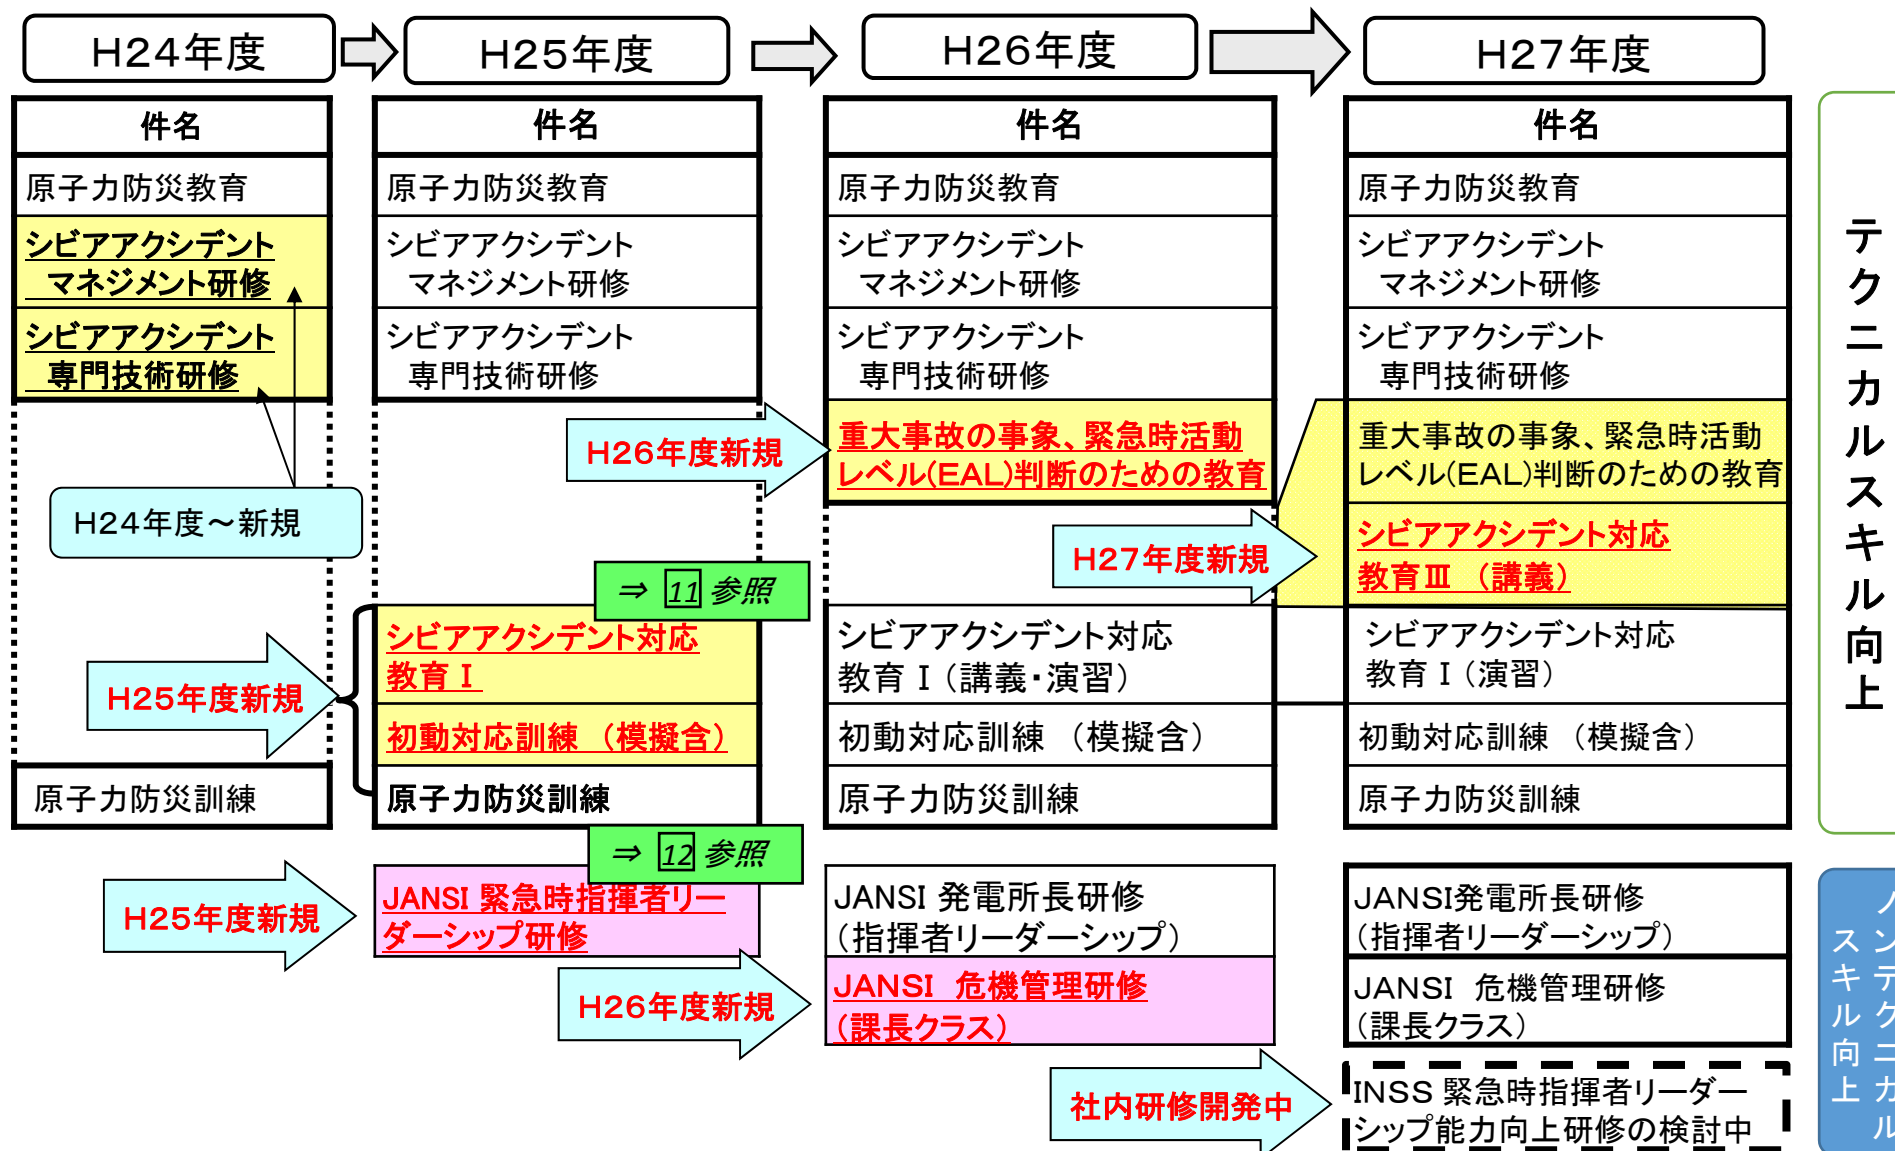 H24年度
H25年度
H26年度
H27年度
件名
原子力防災教育
シビアアクシデント
マネジメント研修
シビアアクシデント
専門技術研修
H24年度～新規
H25年度新規
原子力防災訓練
件名
原子力防災教育
シビアアクシデント
マネジメント研修
シビアアクシデント
専門技術研修
⇒ 11 参照
シビアアクシデント対応
教育Ⅰ
初動対応訓練 （模擬含）
原子力防災訓練
⇒ 12 参照
H25年度新規
JANSI 緊急時指揮者リー
ダーシップ研修
件名
原子力防災教育
シビアアクシデント
マネジメント研修
シビアアクシデント
専門技術研修
H26年度新規
重大事故の事象、緊急時活動
レベル(EAL)判断のための教育
シビアアクシデント対応
教育Ⅰ（講義・演習）
初動対応訓練 （模擬含）
原子力防災訓練
JANSI 発電所長研修
（指揮者リーダーシップ）
H26年度新規
JANSI 危機管理研修
（課長クラス）
件名
原子力防災教育
シビアアクシデント
マネジメント研修
シビアアクシデント
専門技術研修
重大事故の事象、緊急時活動
レベル(EAL)判断のための教育
H27年度新規
シビアアクシデント対応
教育Ⅲ （講義）
シビアアクシデント対応
教育Ⅰ（演習）
初動対応訓練 （模擬含）
原子力防災訓練
JANSI発電所長研修
（指揮者リーダーシップ）
JANSI 危機管理研修
（課長クラス）
社内研修開発中
INSS 緊急時指揮者リーダー
シップ能力向上研修の検討中
テクニカルスキル向上
ノンテクニカル
スキル向上